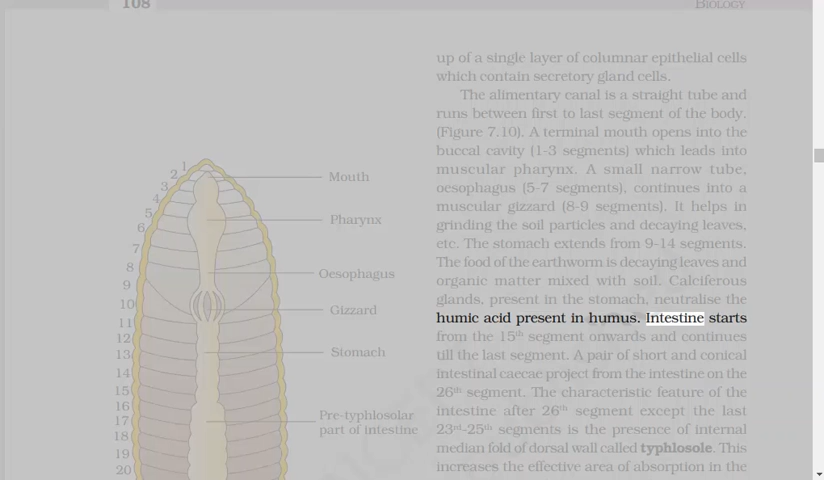 108
BIOLOGY
up of a single layer of columnar epithelial cells
which contain secretory gland cells.
The alimentary canal is a straight tube and
runs between first to last segment of the body.
(Figure 7.10). A terminal mouth opens into the
buccal cavity (1-3 segments) which leads into
muscular pharynx. A small narrow tube,
oesophagus (5-7 segments), continues into a
muscular gizzard (8-9 segments). It helps in
grinding the soil particles and decaying leaves,
etc. The stomach extends from 9-14 segments.
The food of the earthworm is decaying leaves and
organic matter mixed with soil. Calciferous
glands, present in the stomach, neutralise the
humic acid present in humus. Intestine starts
from the 15th segment onwards and continues
till the last segment. A pair of short and conical
intestinal caecae project from the intestine on the
26th segment. The characteristic feature of the
intestine after 26th segment except the last
23rd-25th segments is the presence of internal
median fold of dorsal wall called typhlosole. This
increases the effective area of absorption in the
1
2
3
4
5
6
7
8
9
10
11
12
13
14
15
16
17
18
19
20
Mouth
Pharynx
Oesophagus
Gizzard
Stomach
Pre-typhlosolar
part of intestine